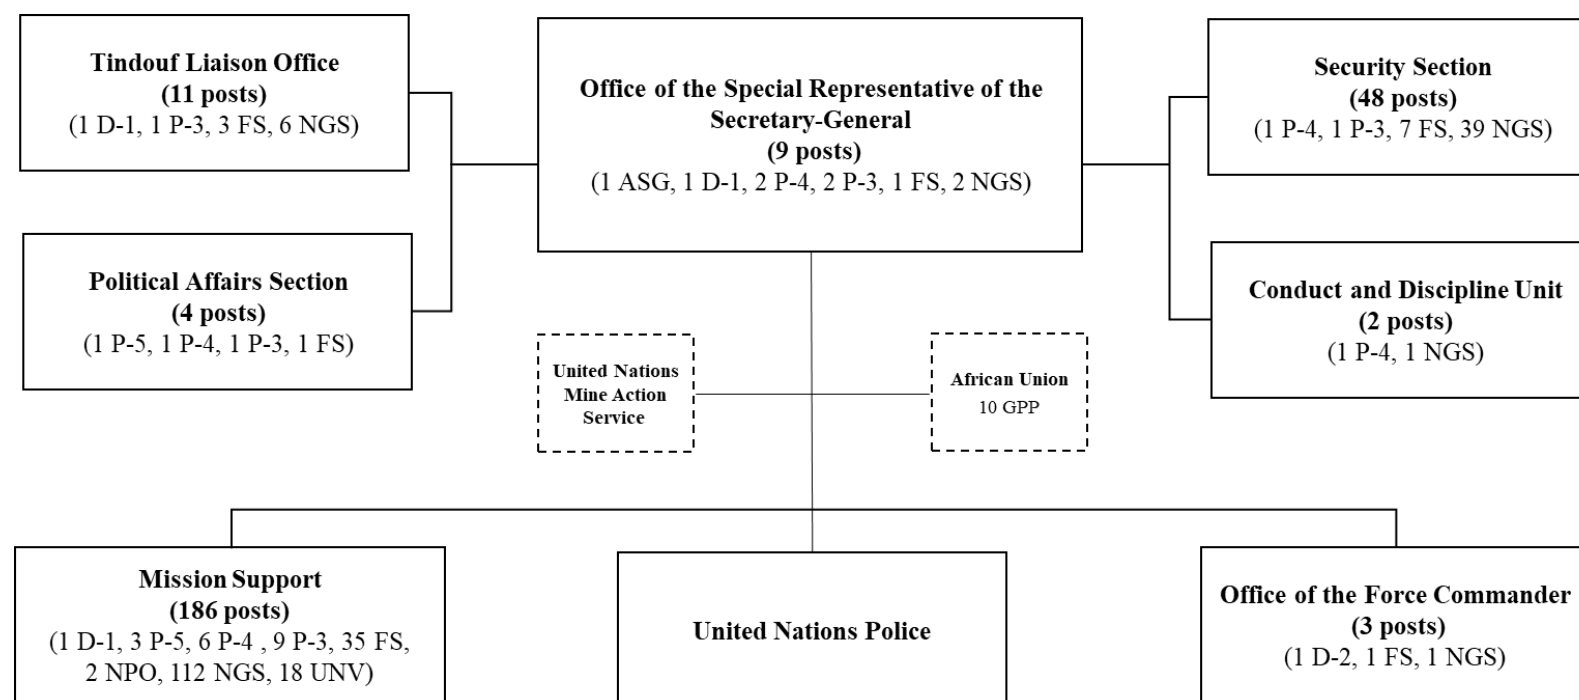 Tindouf Liaison Office
(11 posts)
(1 D-1, 1 P-3, 3 FS, 6 NGS)
Office of the Special Representative of the
Secretary-General
(9 posts)
(1 ASG, 1 D-1, 2 P-4, 2 P-3, 1 FS, 2 NGS)
Security Section
(48 posts)
(1 P-4, 1 P-3, 7 FS, 39 NGS)
Political Affairs Section
(4 posts)
(1 P-5, 1 P-4, 1 P-3, 1 FS)
Conduct and Discipline Unit
(2 posts)
(1 P-4, 1 NGS)
United Nations
Mine Action
Service
African Union
10 GPP
Mission Support
(186 posts)
(1 D-1, 3 P-5, 6 P-4 , 9 P-3, 35 FS,
2 NPO, 112 NGS, 18 UNV)
United Nations Police
Office of the Force Commander
(3 posts)
(1 D-2, 1 FS, 1 NGS)